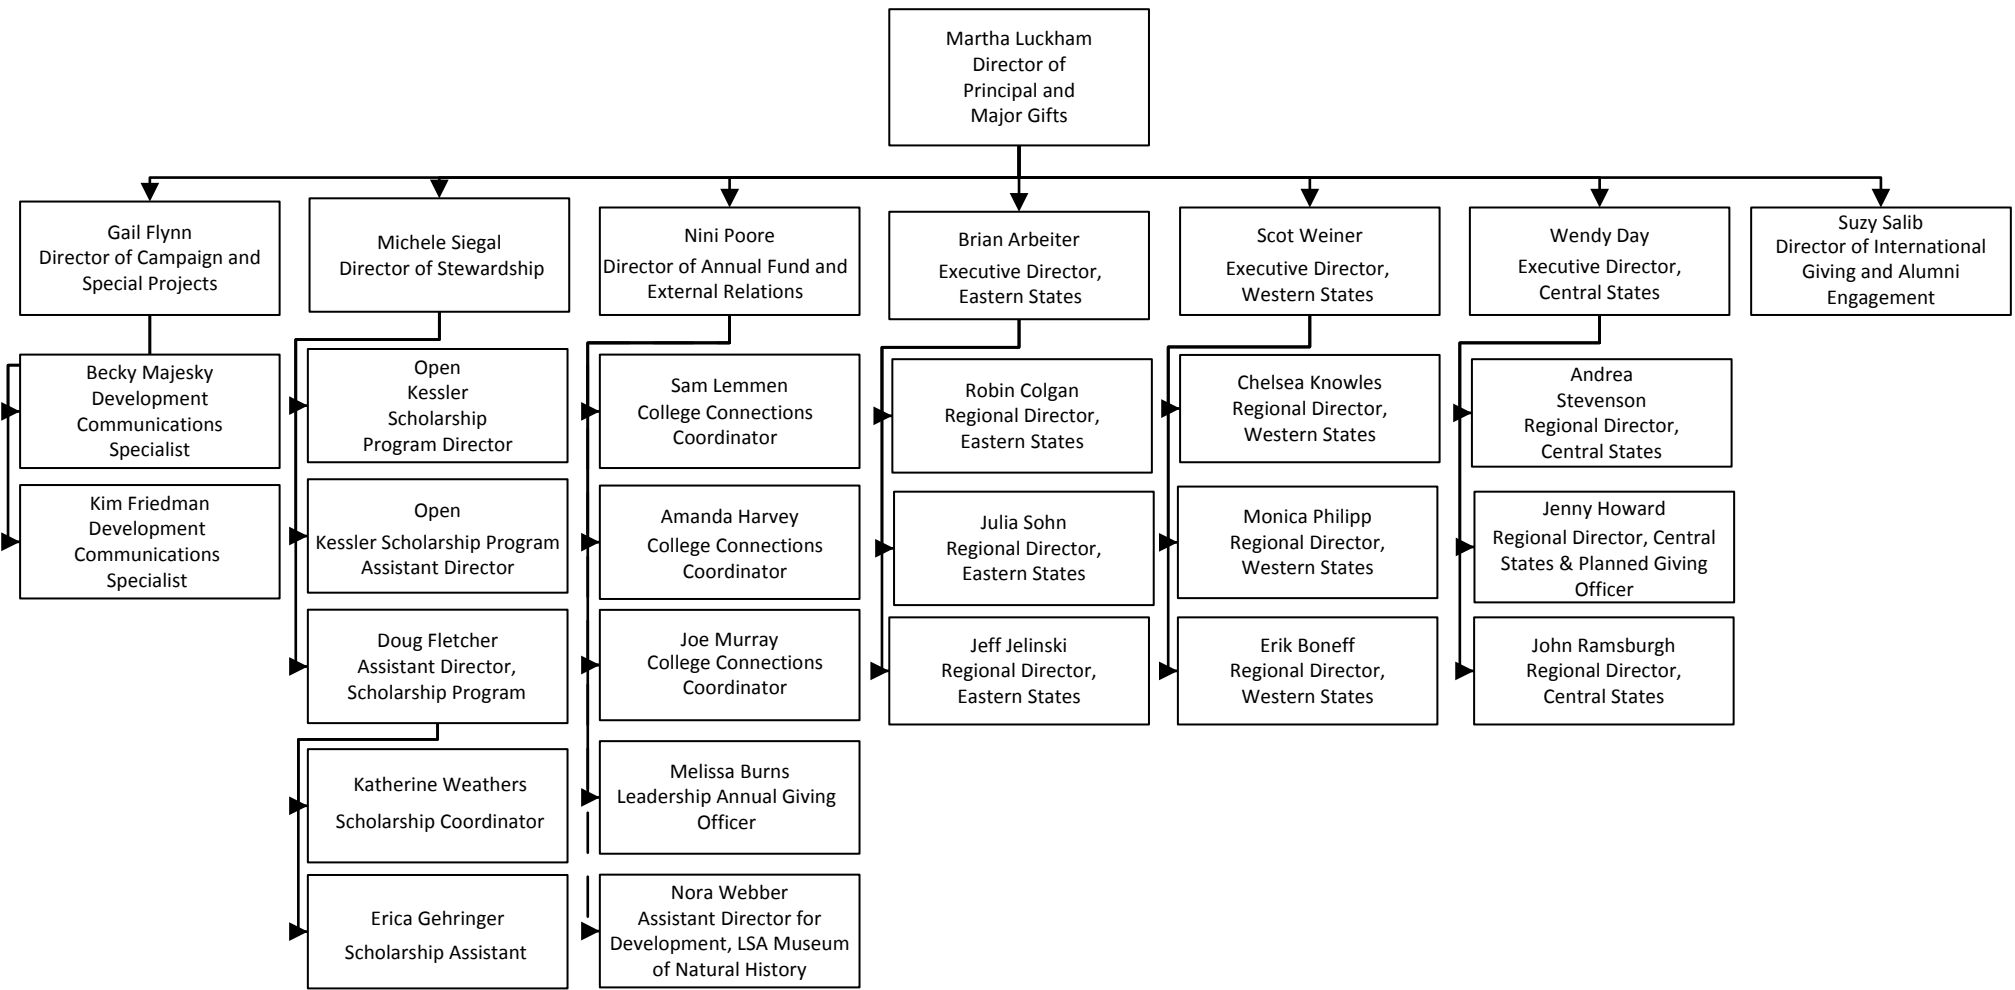 Martha Luckham
Director of
Principal and
Major Gifts
Gail Flynn
Director of Campaign and
Special Projects
Michele Siegal
Director of Stewardship
Nini Poore
Director of Annual Fund and
External Relations
Brian Arbeiter
Executive Director,
Eastern States
Scot Weiner
Executive Director,
Western States
Wendy Day
Executive Director,
Central States
Suzy Salib
Director of International
Giving and Alumni
Engagement
Becky Majesky
Development
Communications
Specialist
Kim Friedman
Development
Communications
Specialist
Open
Kessler
Scholarship
Program Director
Open
Kessler Scholarship Program
Assistant Director
Doug Fletcher
Assistant Director,
Scholarship Program
Katherine Weathers
Scholarship Coordinator
Erica Gehringer
Scholarship Assistant
Sam Lemmen
College Connections
Coordinator
Amanda Harvey
College Connections
Coordinator
Joe Murray
College Connections
Coordinator
Melissa Burns
Leadership Annual Giving
Officer
Nora Webber
Assistant Director for
Development, LSA Museum
of Natural History
Robin Colgan
Regional Director,
Eastern States
Julia Sohn
Regional Director,
Eastern States
Jeff Jelinski
Regional Director,
Eastern States
Chelsea Knowles
Regional Director,
Western States
Monica Philipp
Regional Director,
Western States
Erik Boneff
Regional Director,
Western States
Andrea
Stevenson
Regional Director,
Central States
Jenny Howard
Regional Director, Central
States & Planned Giving
Officer
John Ramsburgh
Regional Director,
Central States